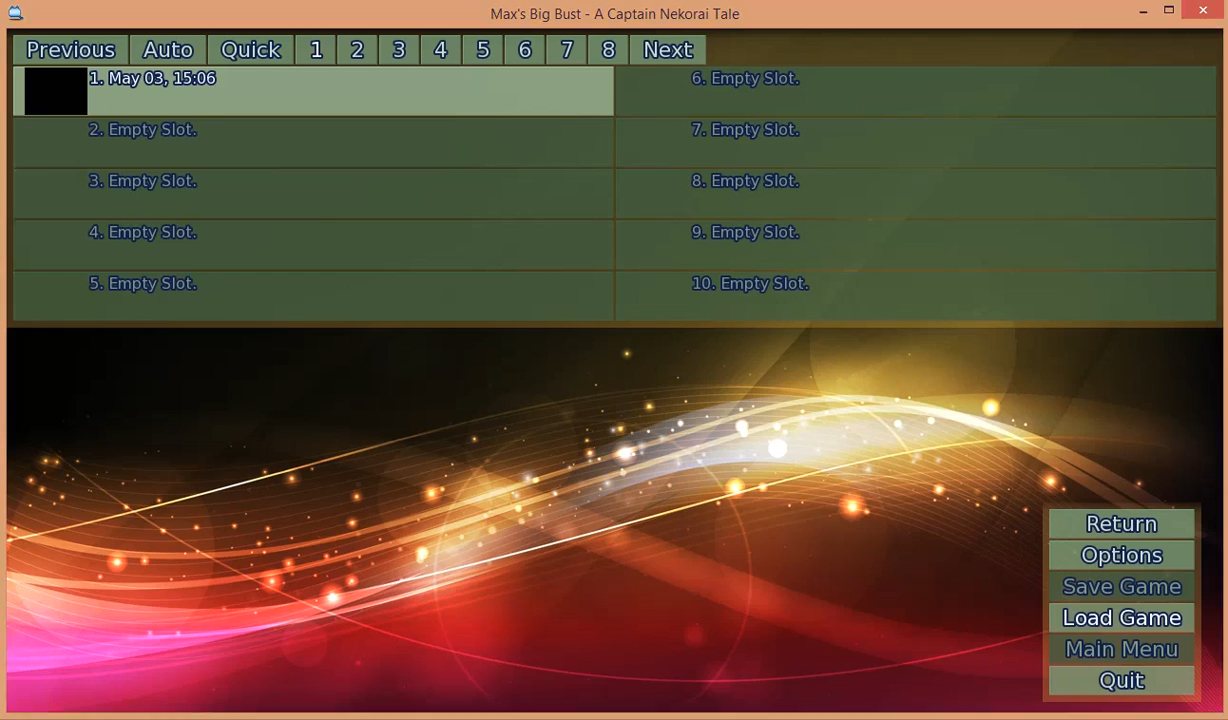 Max's Big Bust - A Captain Nekorai Tale
Previous Auto Quick 1 2 3 4 5 6 7 8 Next
1. May 03, 15:06
2. Empty Slot.
3. Empty Slot.
4. Empty Slot.
5. Empty Slot.
6. Empty Slot.
7. Empty Slot.
8. Empty Slot.
9. Empty Slot.
10. Empty Slot.
Return
Options
Save Game
Load Game
Main Menu
Quit